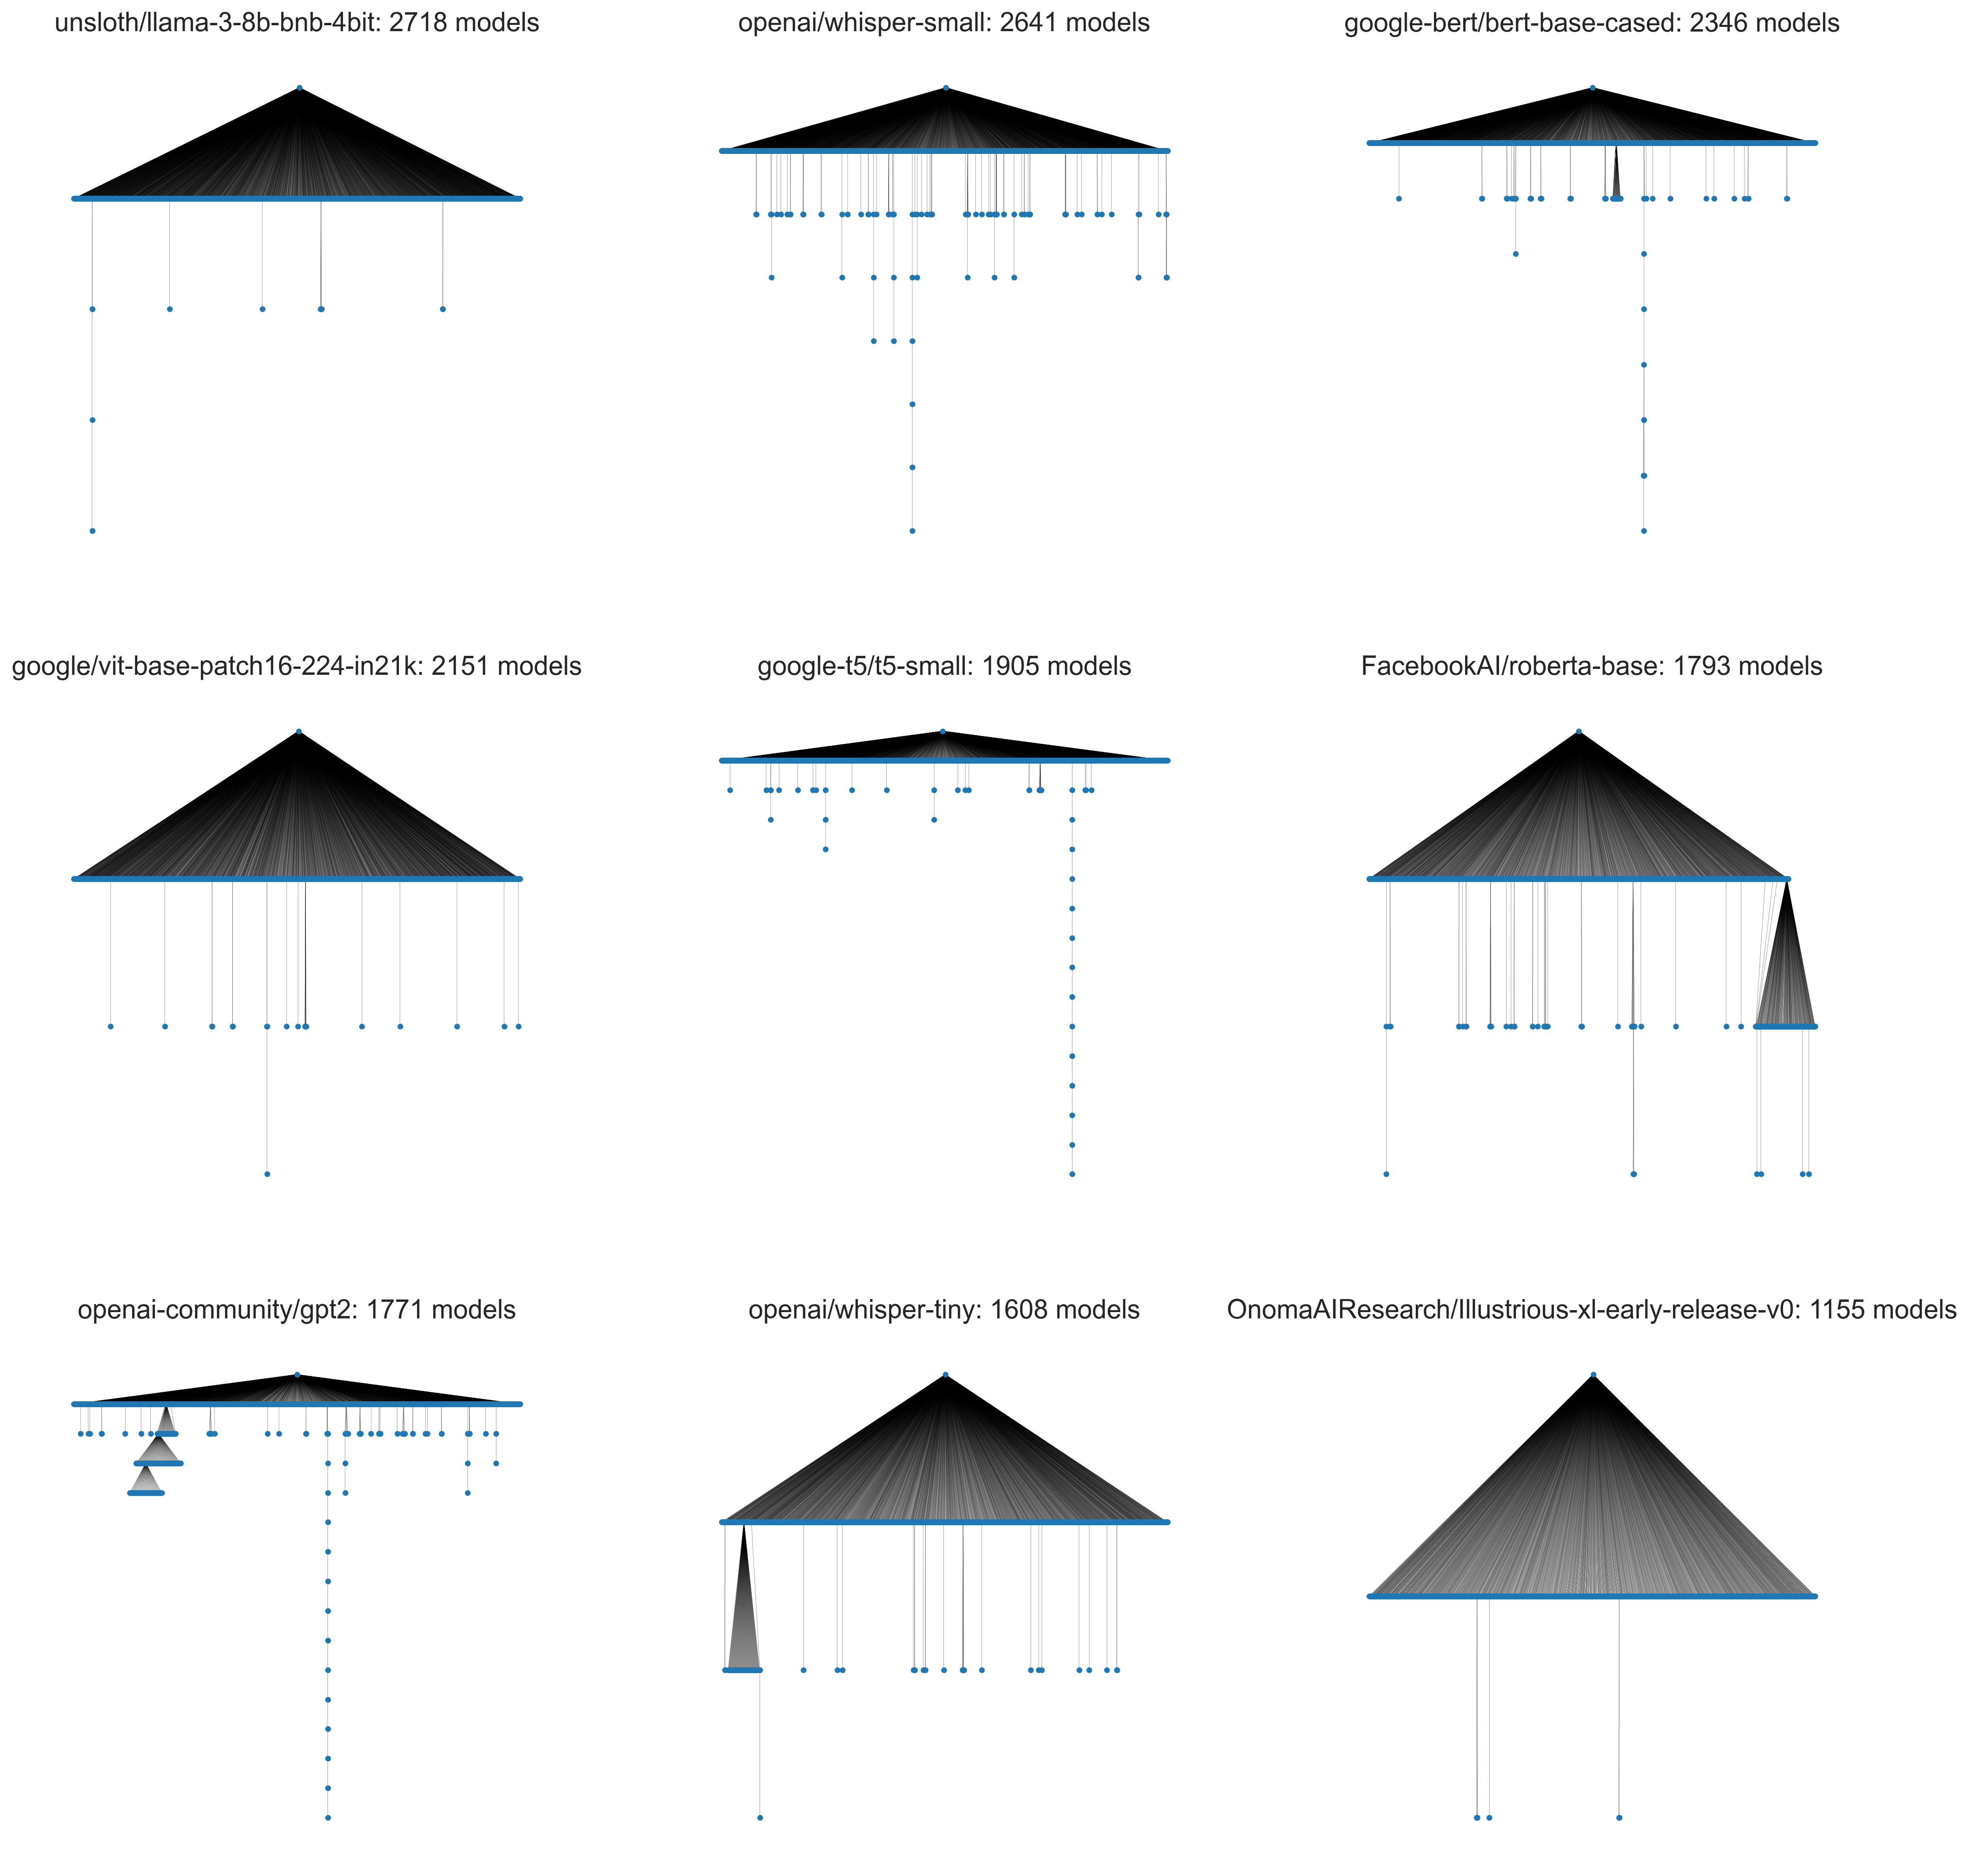 unsloth/llama-3-8b-bnb-4bit: 2718 models
openai/whisper-small: 2641 models
google-bert/bert-base-cased: 2346 models
google/vit-base-patch16-224-in21k: 2151 models
google-t5/t5-small: 1905 models
FacebookAI/roberta-base: 1793 models
openai-community/gpt2: 1771 models
openai/whisper-tiny: 1608 models
OnomaAIResearch/Illustrious-xl-early-release-v0: 1155 models